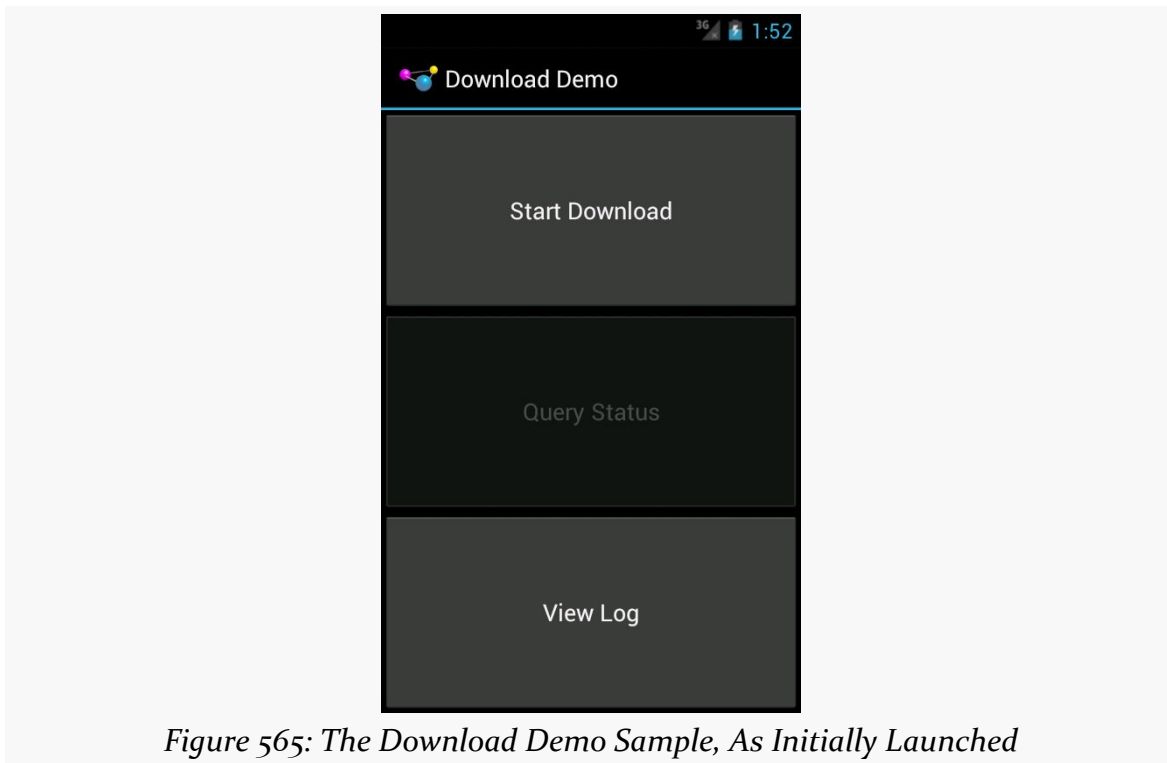 3G 1:52
Download Demo
Start Download
Query Status
View Log
Figure 565: The Download Demo Sample, As Initially Launched